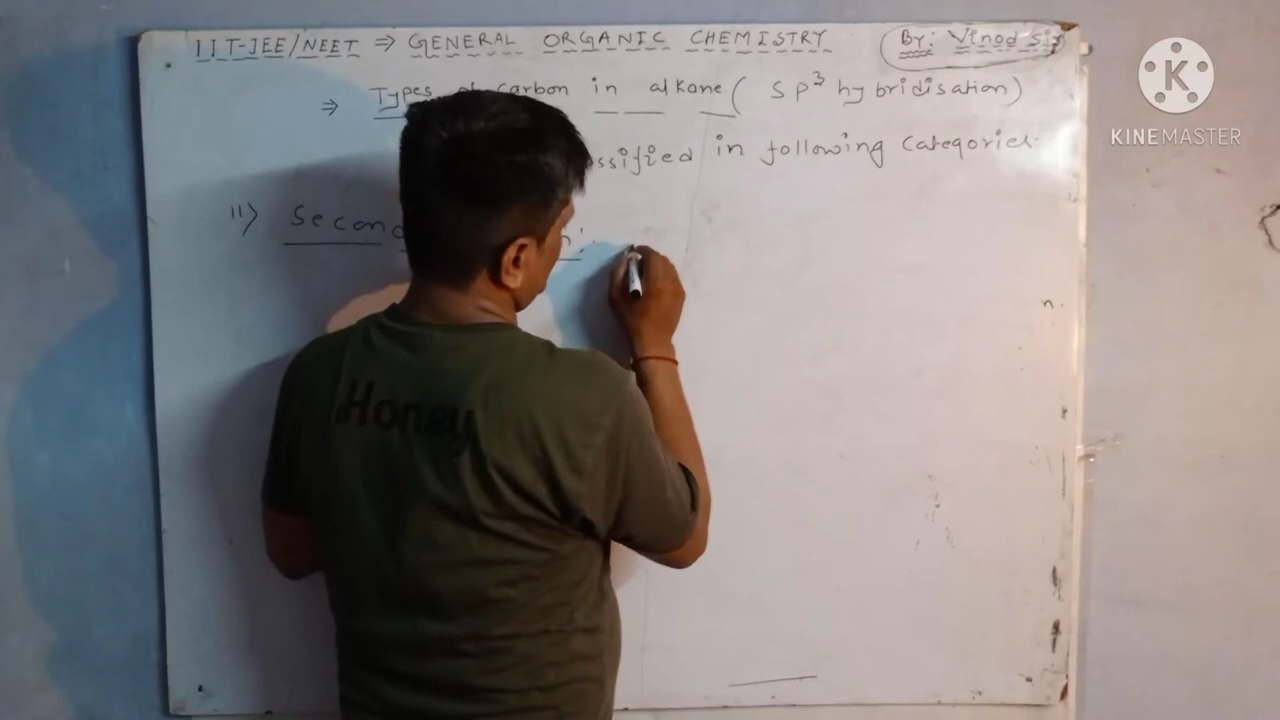 IIT-JEE/NEET ⇒ GENERAL ORGANIC CHEMISTRY By: Vinod sir
⇒ Types carbon in alkane ( SP³ hybridisation)
in following categories.
II>
Honey
KINEMASTER